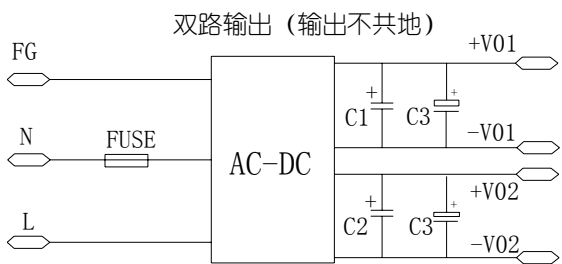 双路输出（输出不共地）
FG
+V01
C1
C3
-V01
N
FUSE
AC-DC
+V02
C2
C3
L
-V02
+
+
+
+